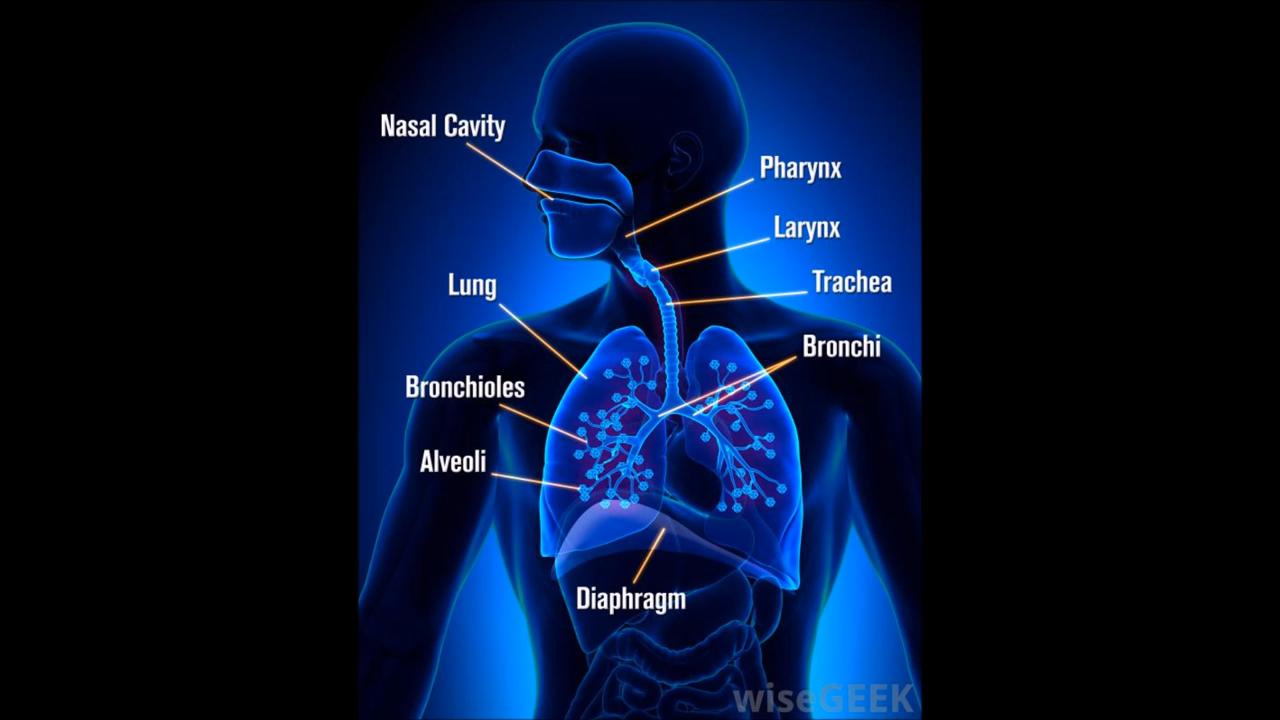 Nasal Cavity
Pharynx
Larynx
Lung
Trachea
Bronchi
Bronchioles
Alveoli
Diaphragm
wiseGEEK